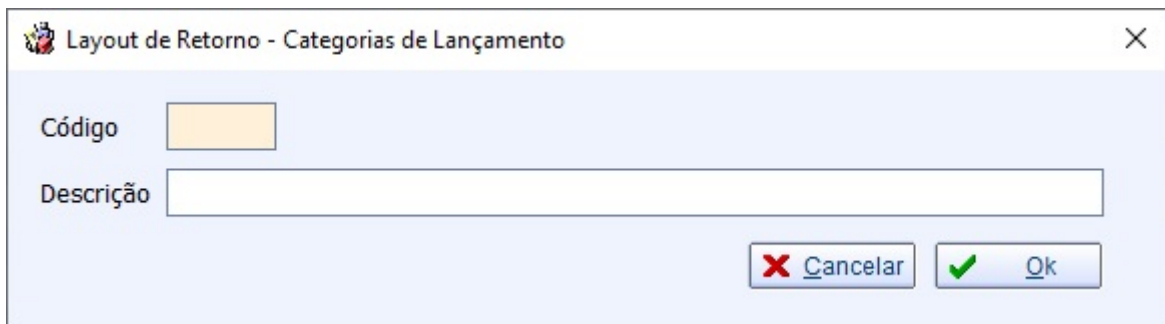 Layout de Retorno - Categorias de Lançamento
Código
Descrição
Cancelar Ok